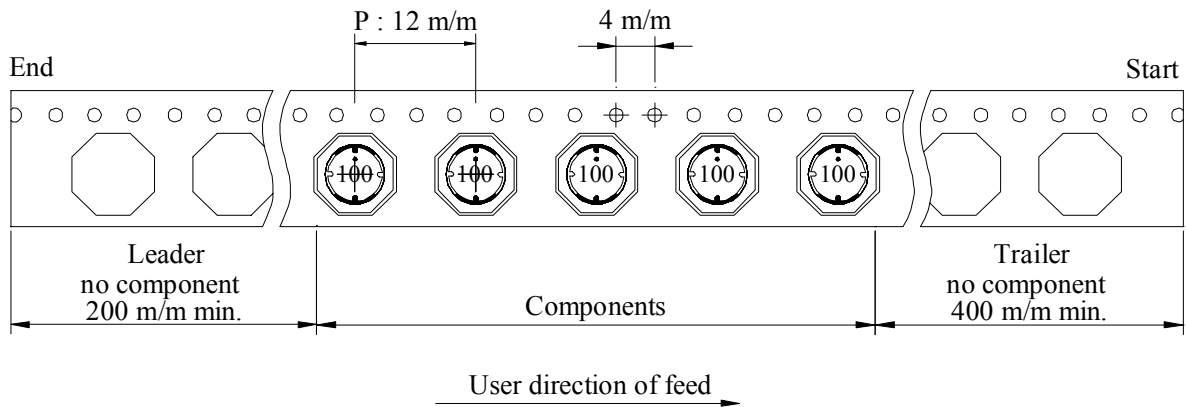 P : 12 m/m
4 m/m
End
Start
100
100
100
100
100
Leader
no component
200 m/m min.
Components
Trailer
no component
400 m/m min.
User direction of feed